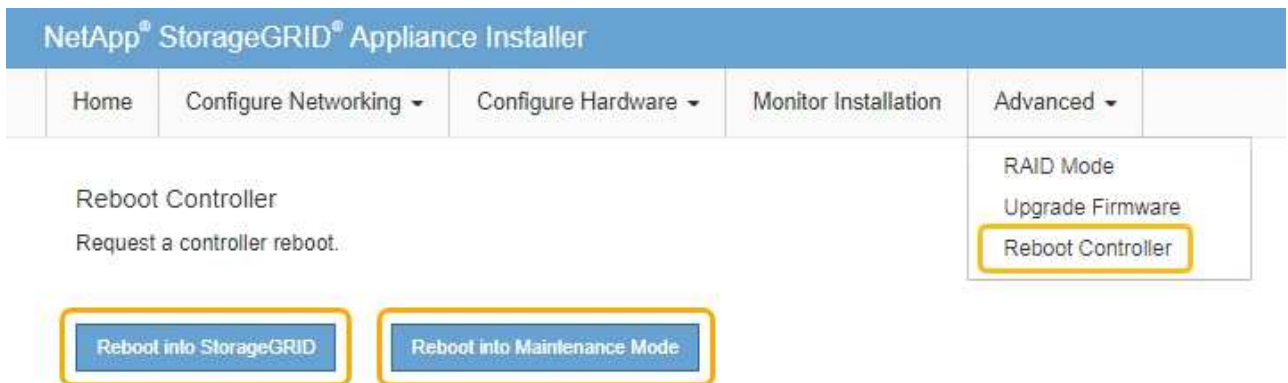 NetApp® StorageGRID® Appliance Installer
Home Configure Networking Configure Hardware Monitor Installation Advanced
RAID Mode
Upgrade Firmware
Reboot Controller
Reboot Controller
Request a controller reboot.
Reboot into StorageGRID Reboot into Maintenance Mode